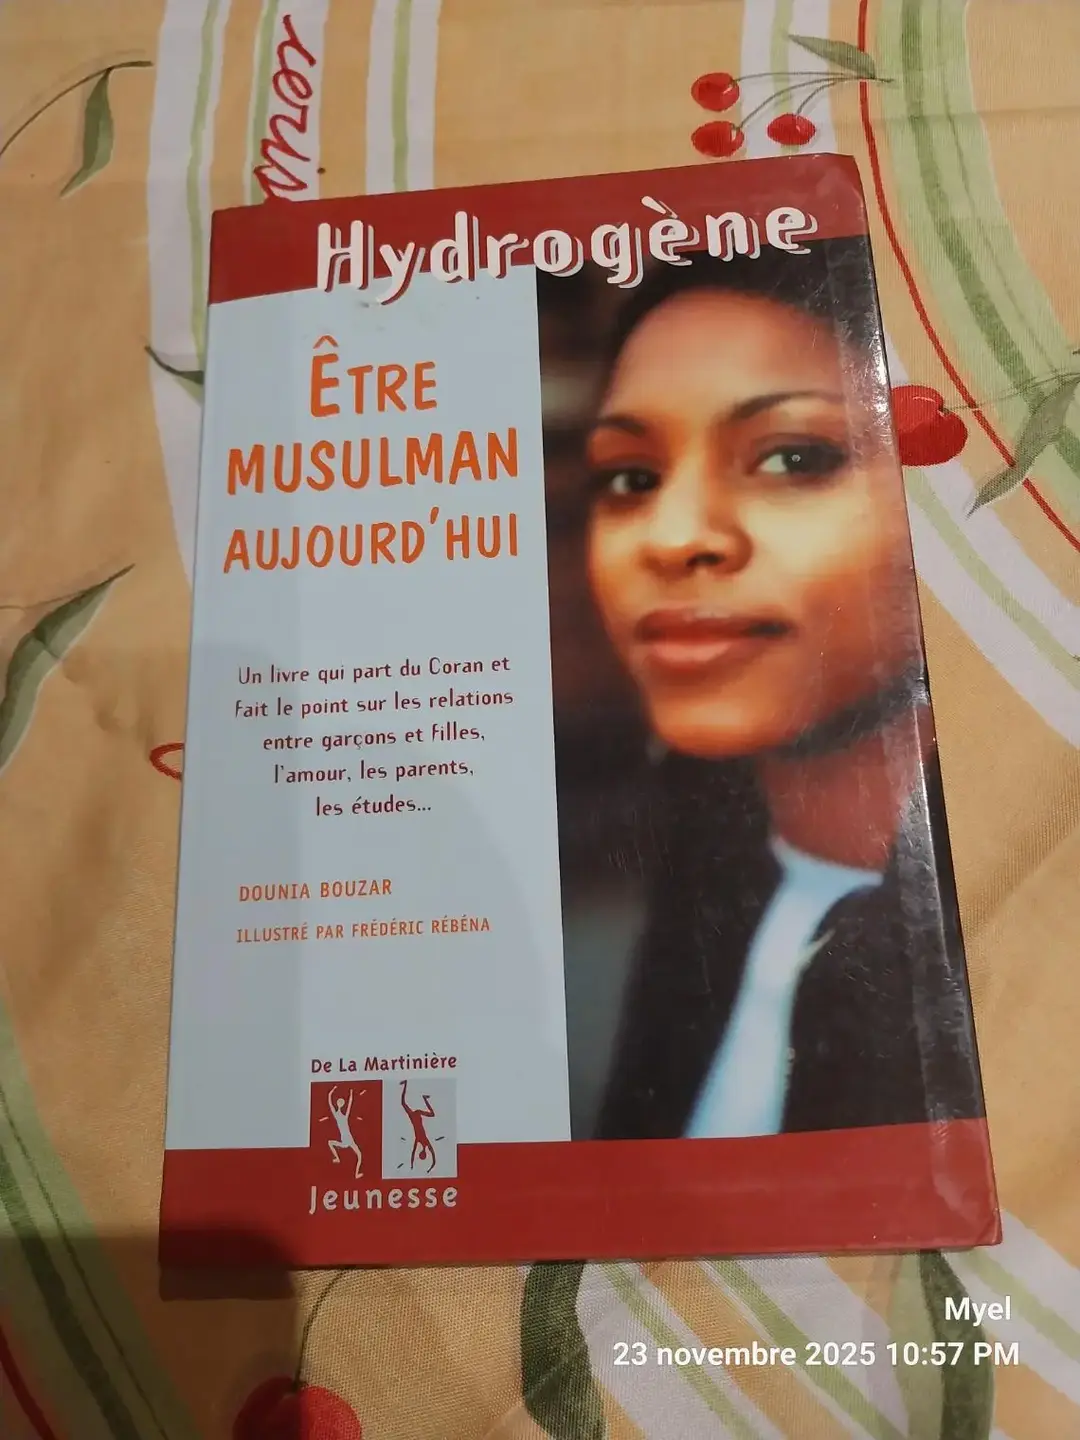 ceris
Hydrogène
ÊTRE
MUSULMAN
AUJOURD'HUI
Un livre qui part du Coran et
fait le point sur les relations
entre garçons et filles,
l'amour, les parents,
les études...
DOUNIA BOUZAR
ILLUSTRÉ PAR FRÉDÉRIC RÉBÉNA
De La Martinière
Jeunesse
Myel
23 novembre 2025 10:57 PM